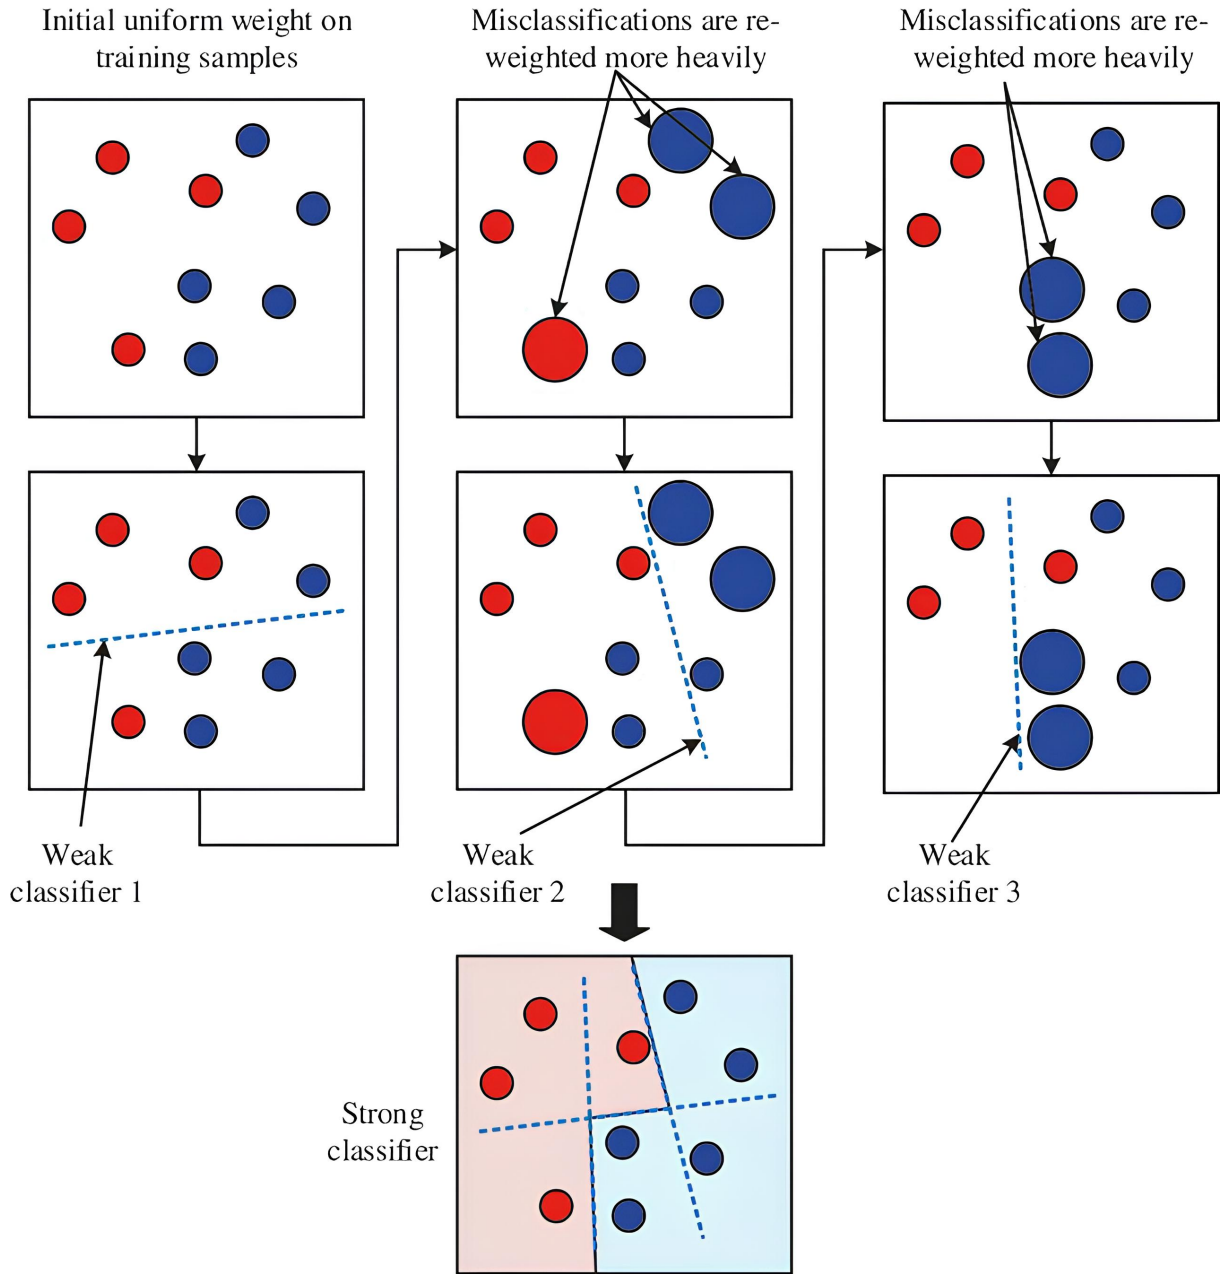 Initial uniform weight on
training samples
Misclassifications are re-
weighted more heavily
Misclassifications are re-
weighted more heavily
Weak
classifier 1
Weak
classifier 2
Weak
classifier 3
Strong
classifier